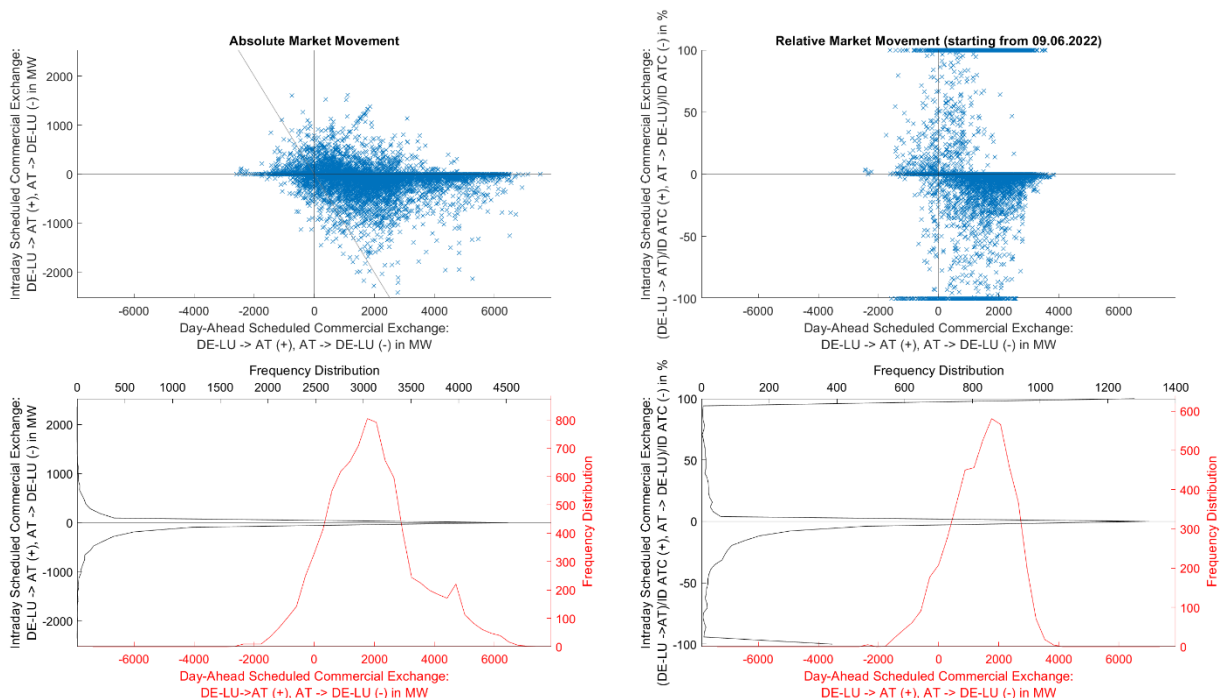 Absolute Market Movement
Intraday Scheduled Commercial Exchange:
DE-LU -> AT (+), AT -> DE-LU (-) in MW
2000
1000
0
-1000
-2000
-6000 -4000 -2000 0 2000 4000 6000
Day-Ahead Scheduled Commercial Exchange:
DE-LU -> AT (+), AT -> DE-LU (-) in MW
Relative Market Movement (starting from 09.06.2022)
Intarday Scheduled Commercial Exchange:
(DE-LU -> AT)/ID ATC (+), AT -> DE-LU)/ID ATC (-) in %
100
50
0
-50
-100
-6000 -4000 -2000 0 2000 4000 6000
Day-Ahead Scheduled Commercial Exchange:
DE-LU -> AT (+), AT -> DE-LU (-) in MW
Frequency Distribution
0 500 1000 1500 2000 2500 3000 3500 4000 4500
Intraday Scheduled Commercial Exchange:
DE-LU -> AT (+), AT -> DE-LU (-) in MW
2000
1000
0
-1000
-2000
800
700
600
500
400
300
200
100
0
Frequency Distribution
-6000 -4000 -2000 0 2000 4000 6000
Day-Ahead Scheduled Commercial Exchange:
DE-LU->AT (+), AT -> DE-LU (-) in MW
Frequency Distribution
0 200 400 600 800 1000 1200 1400
Intraday Scheduled Commercial Exchange:
(DE-LU ->AT)/ID ATC (+), AT -> DE-LU)/ID ATC (-) in %
100
50
0
-50
-100
600
500
400
300
200
100
0
Frequency Distribution
-6000 -4000 -2000 0 2000 4000 6000
Day-Ahead Scheduled Commercial Exchange:
DE-LU -> AT (+), AT -> DE-LU (-) in MW